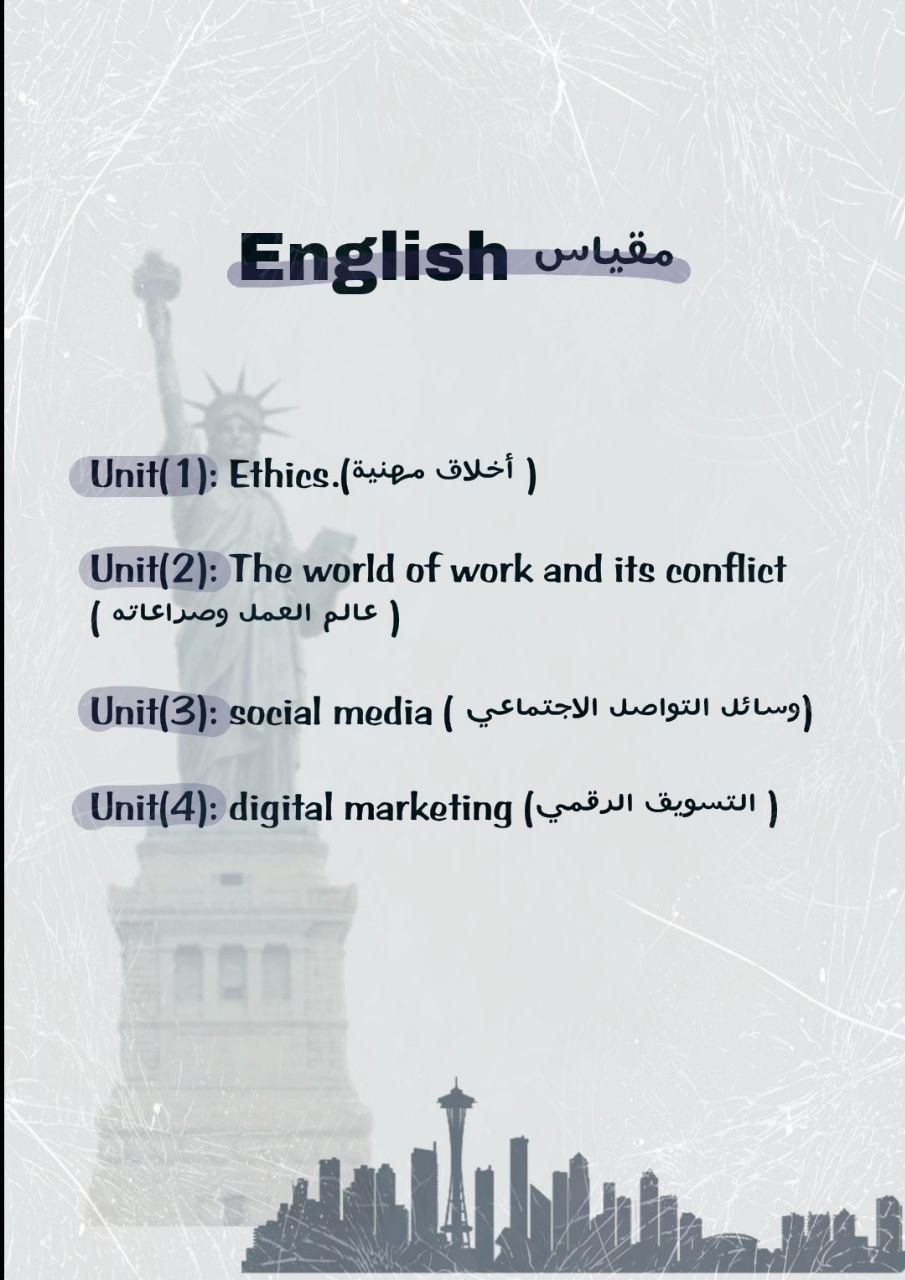 English مقياس
Unit(1): Ethics.(أخلاق مهنية )
Unit(2): The world of work and its conflict
( عالم العمل وصراعاته )
Unit(3): social media ( وسائل التواصل الاجتماعي)
Unit(4): digital marketing (التسويق الرقمي )